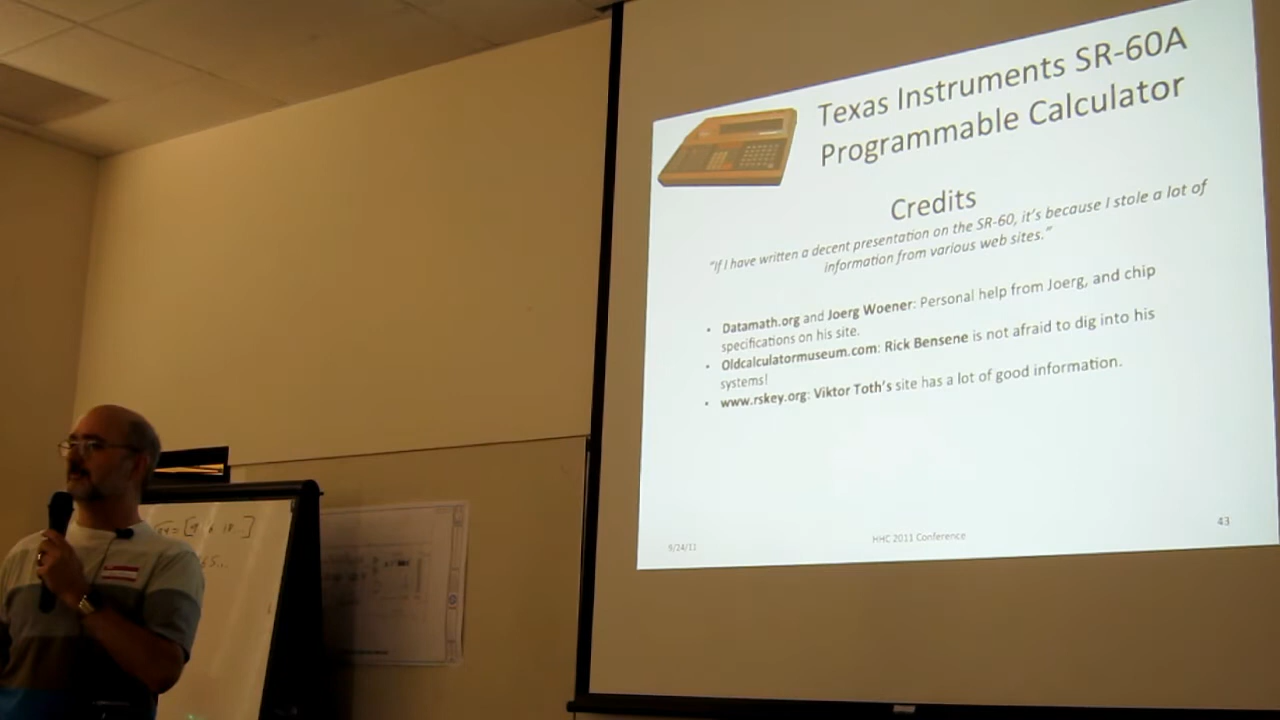 Texas Instruments SR-60A
Programmable Calculator
Credits
"If I have written a decent presentation on the SR-60, it's because I stole a lot of
information from various web sites."
• Datamath.org and Joerg Woener: Personal help from Joerg, and chip
specifications on his site.
• Oldcalculatormuseum.com: Rick Bensene is not afraid to dig into his
systems!
• www.rskey.org: Viktor Toth's site has a lot of good information.
9/24/11
HHC 2011 Conference
43